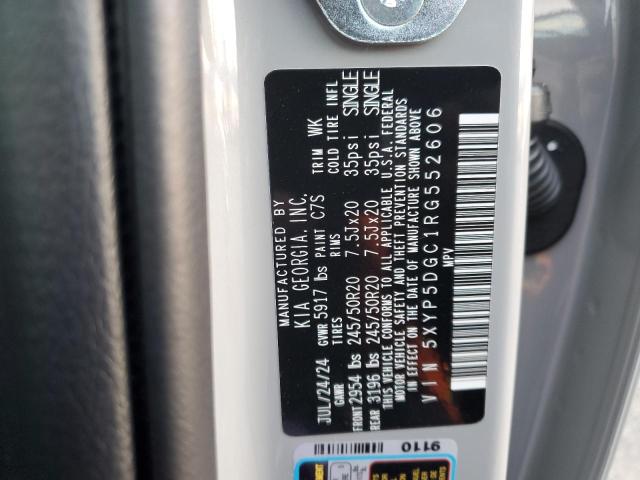 MANUFACTURED BY
KIA GEORGIA, INC.
JUL/24/24 GVWR 5917 lbs PAINT C7S TRIM WK
GAWR TIRES RIMS COLD TIRE INFL
FRONT 2954 lbs 245/50R20 7.5Jx20 35psi SINGLE
REAR 3196 lbs 245/50R20 7.5Jx20 35psi SINGLE
THIS VEHICLE CONFORMS TO ALL APPLICABLE U.S.A. FEDERAL
MOTOR VEHICLE SAFETY AND THEFT PREVENTION STANDARDS
IN EFFECT ON THE DATE OF MANUFACTURE SHOWN ABOVE
VIN 5XYP5DGC1RG552606
MPV
9110